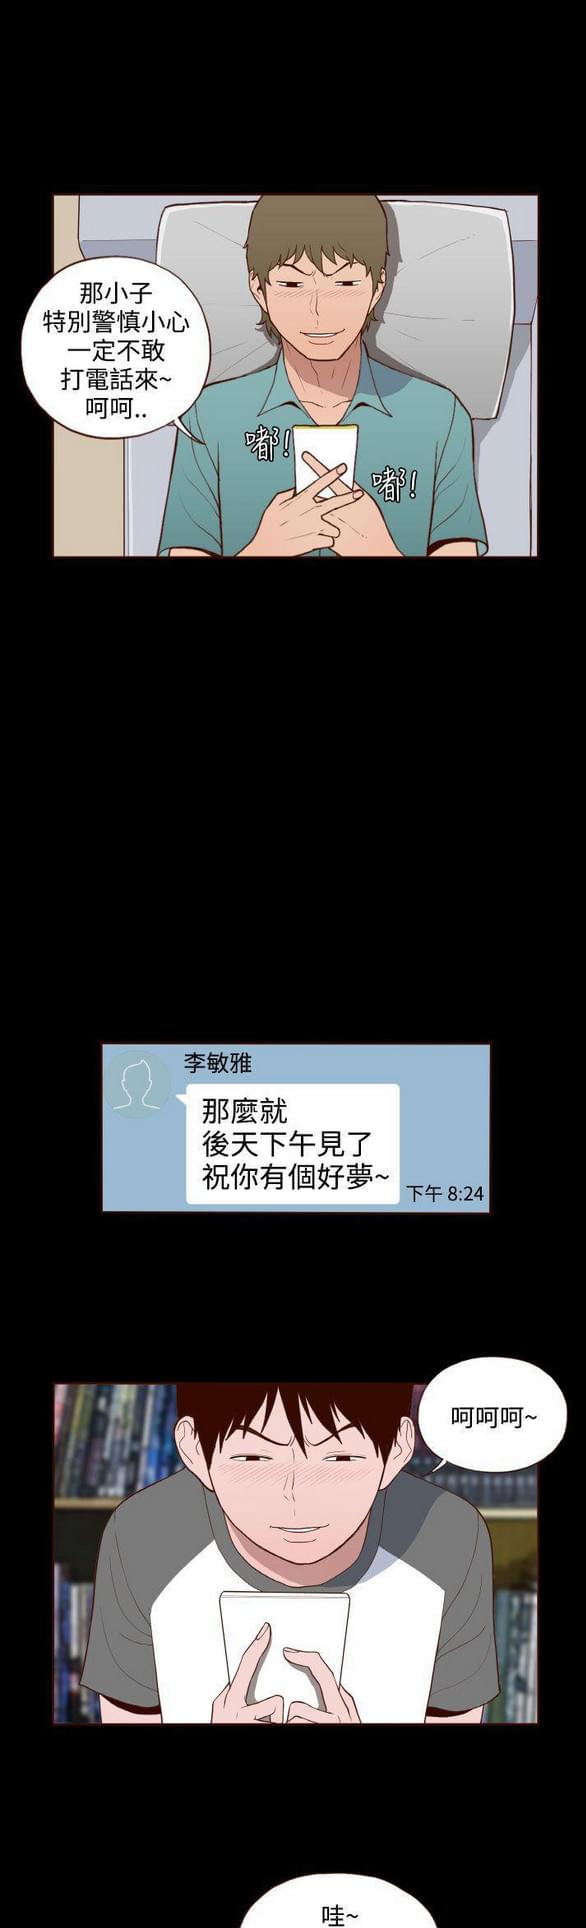 那小子
特別警慎小心
一定不敢
打電話來~
呵呵..
嘟!
嘟!
李敏雅
那麼就
後天下午見了
祝你有個好夢~
下午 8:24
呵呵呵~
哇~